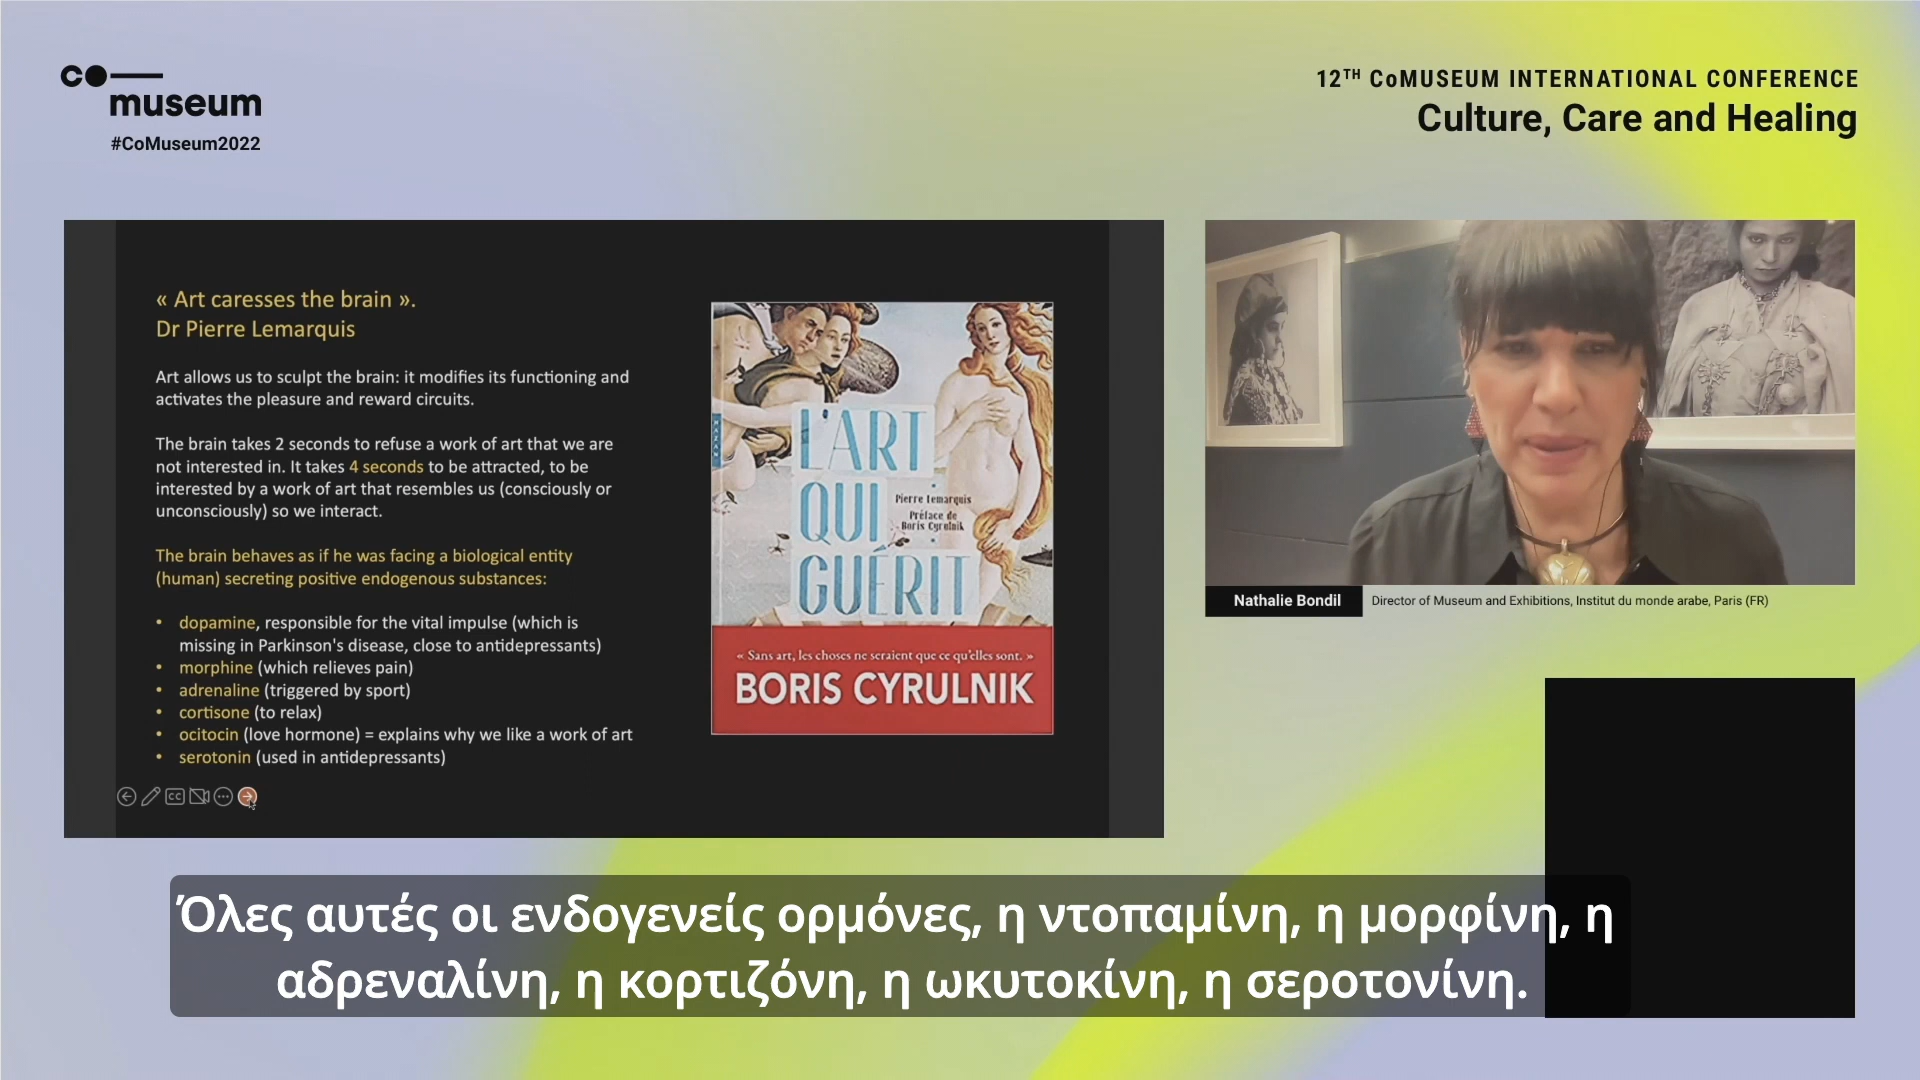 co
museum
#CoMuseum2022
12TH CoMUSEUM INTERNATIONAL CONFERENCE
Culture, Care and Healing
« Art caresses the brain ».
Dr Pierre Lemarquis
Art allows us to sculpt the brain: it modifies its functioning and
activates the pleasure and reward circuits.
The brain takes 2 seconds to refuse a work of art that we are
not interested in. It takes 4 seconds to be attracted, to be
interested by a work of art that resembles us (consciously or
unconsciously) so we interact.
The brain behaves as if he was facing a biological entity
(human) secreting positive endogenous substances:
• dopamine, responsible for the vital impulse (which is
missing in Parkinson's disease, close to antidepressants)
• morphine (which relieves pain)
• adrenaline (triggered by sport)
• cortisone (to relax)
• ocitocin (love hormone) = explains why we like a work of art
• serotonin (used in antidepressants)
CC
HAZAN
L'ART
QUI
GUÉRIT
Pierre Lemarquis
Préface de
Boris Cyrulnik
« Sans art, les choses ne seraient que ce qu'elles sont. »
BORIS CYRULNIK
Nathalie Bondil
Director of Museum and Exhibitions, Institut du monde arabe, Paris (FR)
Όλες αυτές οι ενδογενείς ορμόνες, η ντοπαμίνη, η μορφίνη, η
αδρεναλίνη, η κορτιζόνη, η ωκυτοκίνη, η σεροτονίνη.